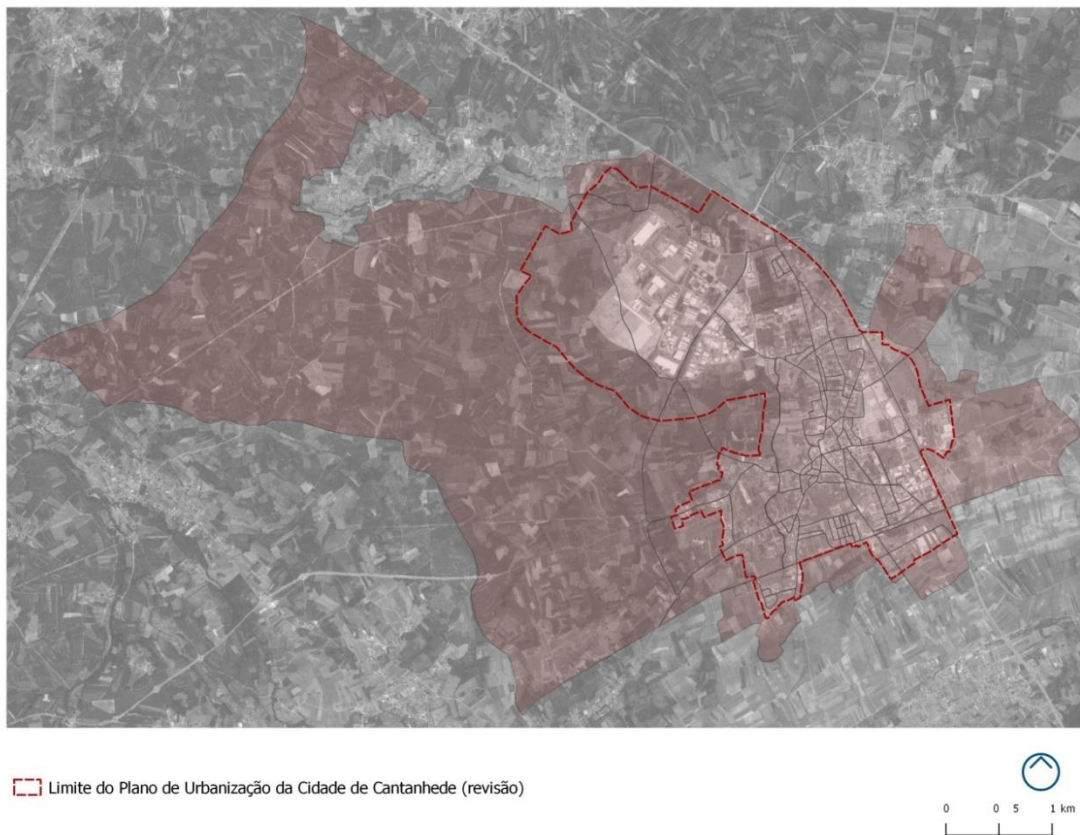 Limite do Plano de Urbanização da Cidade de Cantanhede (revisão)
0 0 5 1 km